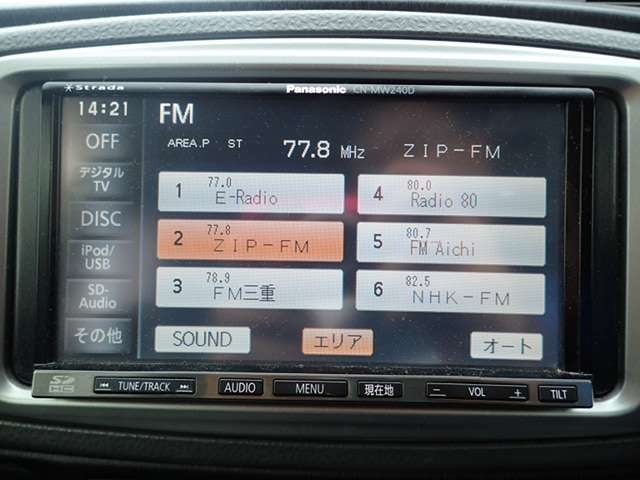 Strada
Panasonic CN-MW240D
14:21
FM
OFF
AREA.P ST 77.8 MHz ZIP-FM
デジタル
TV
1 77.0 E-Radio
4 80.0 Radio 80
DISC
2 77.8 ZIP-FM
5 80.7 FM Aichi
iPod/
USB
3 78.9 FM三重
6 82.5 NHK-FM
SD-
Audio
その他
SOUND
エリア
オート
SD HC
TUNE/TRACK
AUDIO
MENU
現在地
− VOL +
TILT